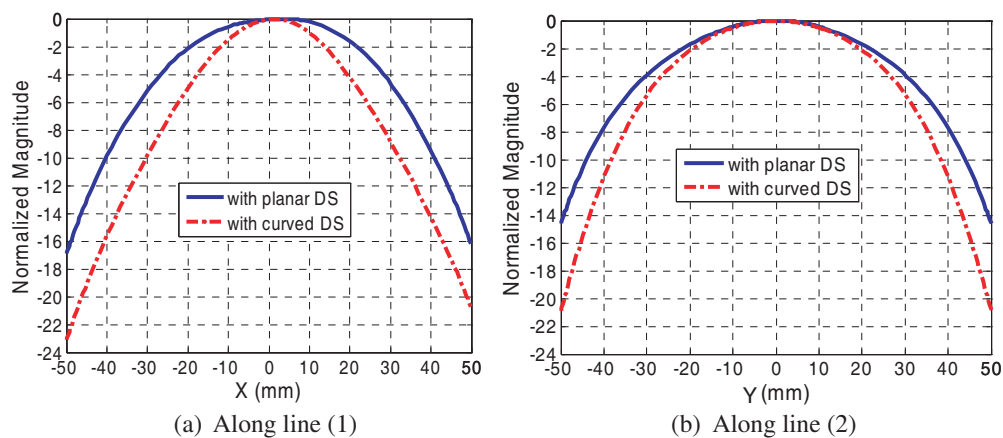 0
-2
-4
-6
-8
-10
-12
-14
-16
-18
-20
-22
-24
Normalized Magnitude
with planar DS
with curved DS
-50 -40 -30 -20 -10 0 10 20 30 40 50
X (mm)
(a) Along line (1)
0
-2
-4
-6
-8
-10
-12
-14
-16
-18
-20
-22
24
Normalized Magnitude
with planar DS
with curved DS
-50 -40 -30 -20 -10 0 10 20 30 40 50
Y (mm)
(b) Along line (2)